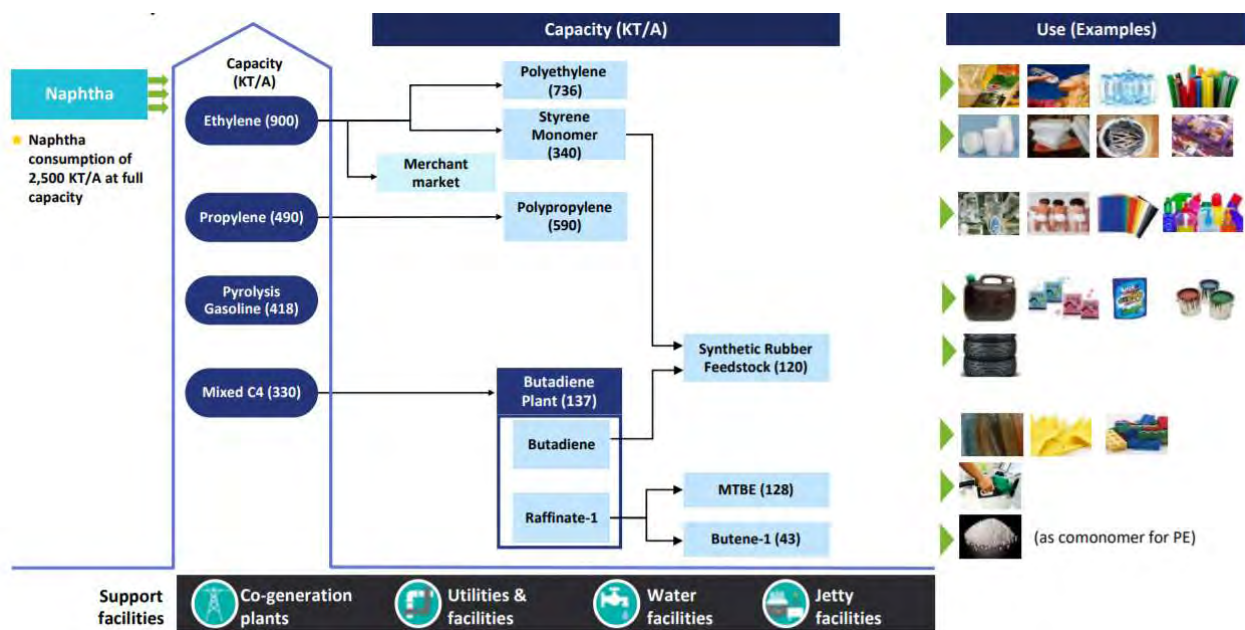 Capacity (KT/A)
Use (Examples)
Naphtha
Naphtha
consumption of
2,500 KT/A at full
capacity
Capacity
(KT/A)
Ethylene (900)
Propylene (490)
Pyrolysis
Gasoline (418)
Mixed C4 (330)
Merchant
market
Polyethylene
(736)
Styrene
Monomer
(340)
Polypropylene
(590)
Butadiene
Plant (137)
Butadiene
Raffinate-1
Synthetic Rubber
Feedstock (120)
MTBE (128)
Butene-1 (43)
(as comonomer for PE)
Support
facilities
Co-generation
plants
Utilities &
facilities
Water
facilities
Jetty
facilities